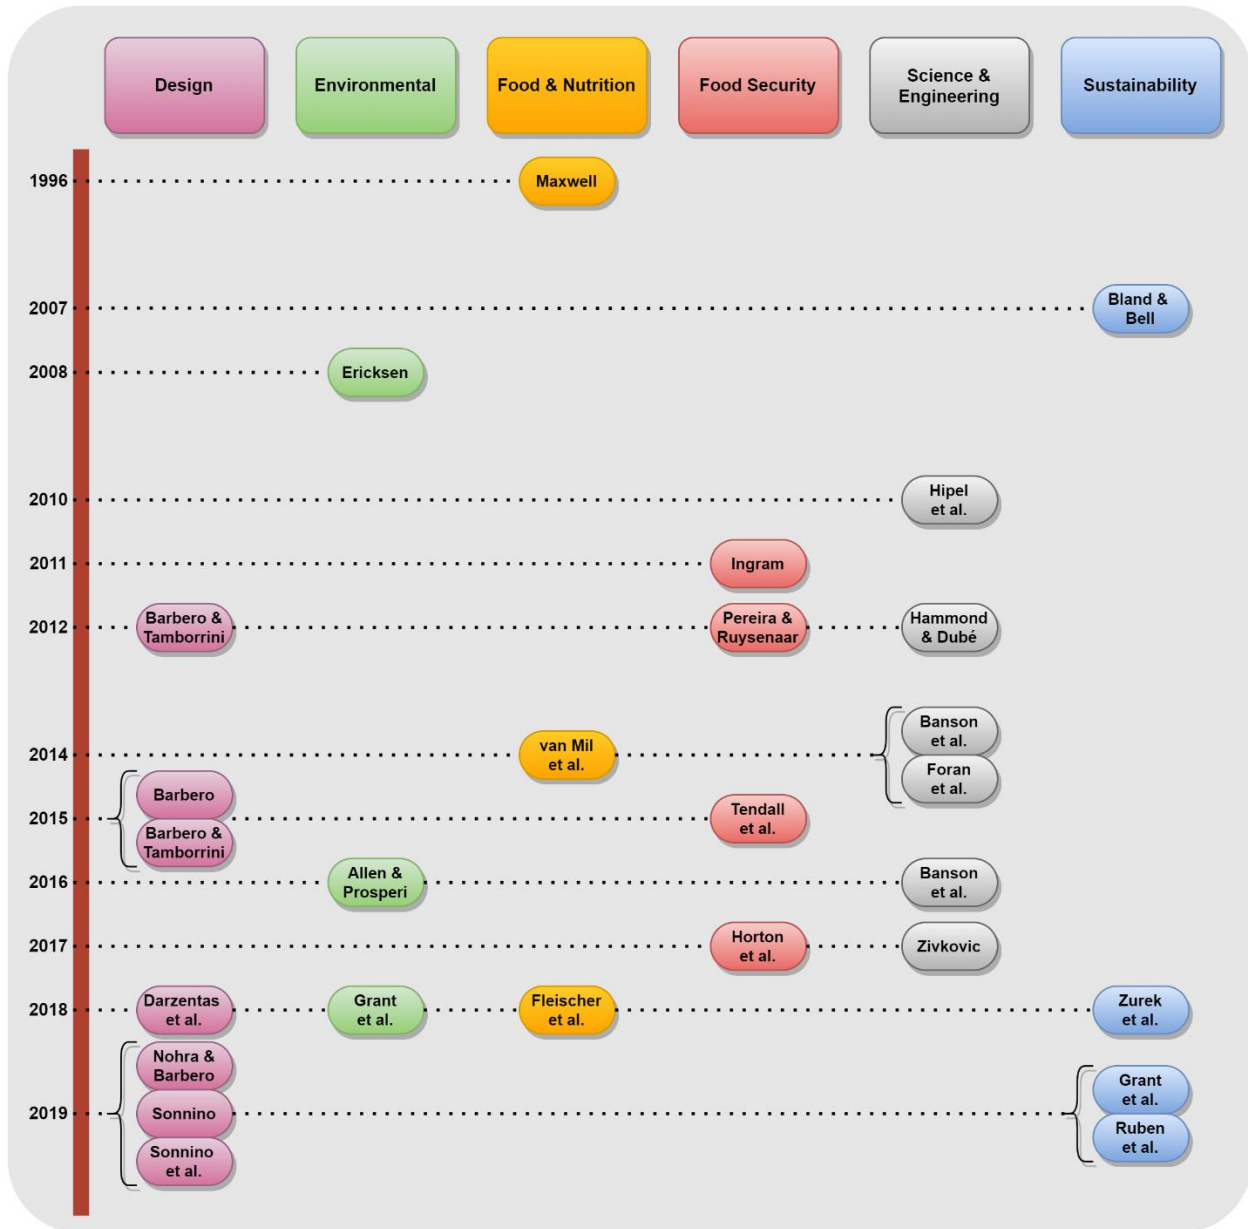 Design
Environmental
Food & Nutrition
Food Security
Science &
Engineering
Sustainability
1996
Maxwell
2007
Bland &
Bell
2008
Ericksen
2010
Hipel
et al.
2011
Ingram
2012
Barbero &
Tamborrini
Pereira &
Ruysenaar
Hammond
& Dubé
2014
van Mil
et al.
Banson
et al.
Foran
et al.
2015
Barbero
Barbero &
Tamborrini
Tendall
et al.
2016
Allen &
Prosperi
Banson
et al.
2017
Horton
et al.
Zivkovic
2018
Darzentas
et al.
Grant
et al.
Fleischer
et al.
Zurek
et al.
2019
Nohra &
Barbero
Sonnino
Sonnino
et al.
Grant
et al.
Ruben
et al.